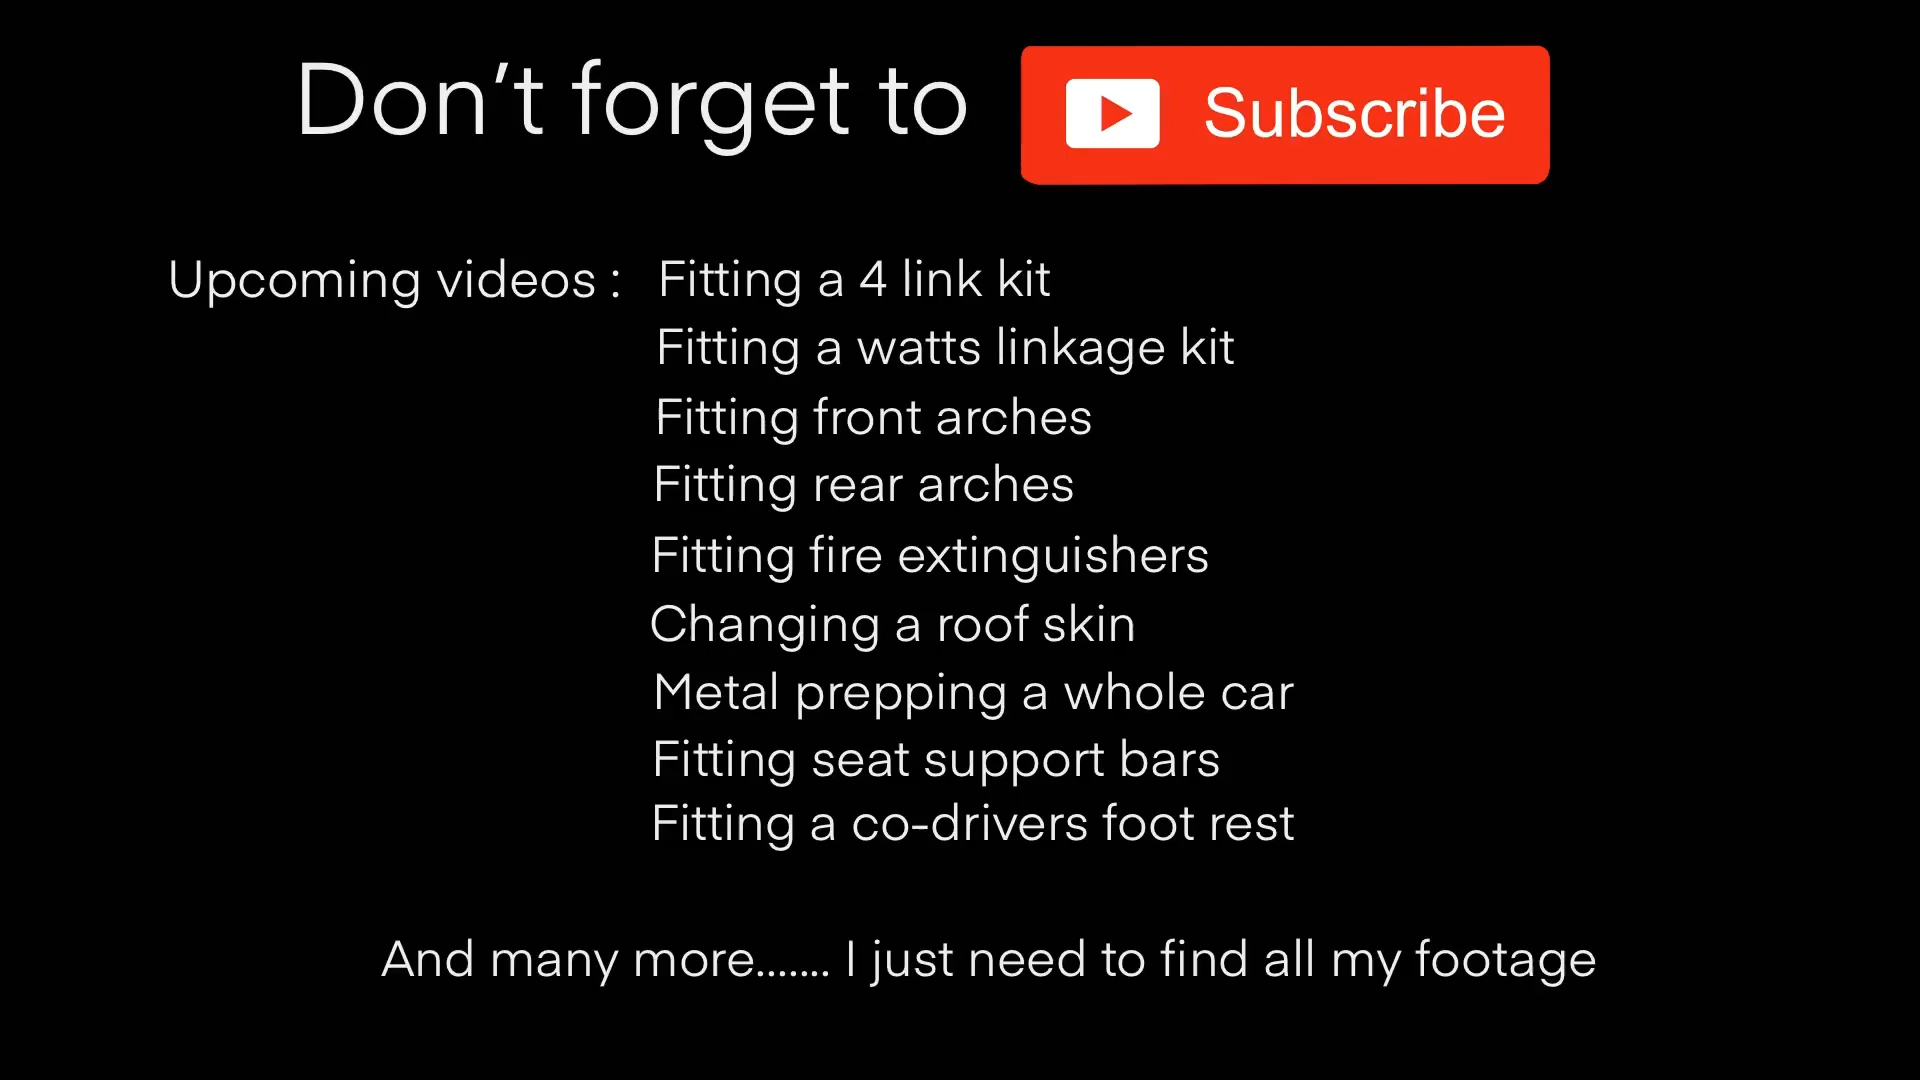 Don't forget to Subscribe
Upcoming videos : Fitting a 4 link kit
Fitting a watts linkage kit
Fitting front arches
Fitting rear arches
Fitting fire extinguishers
Changing a roof skin
Metal prepping a whole car
Fitting seat support bars
Fitting a co-drivers foot rest
And many more....... I just need to find all my footage